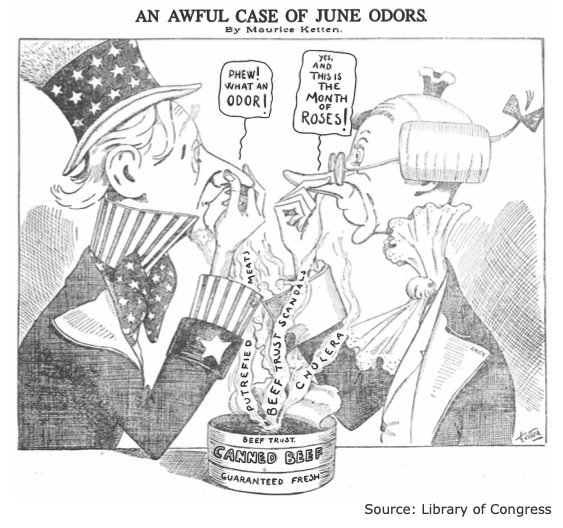 AN AWFUL CASE OF JUNE ODORS.
By Maurice Ketten.
PHEW!
WHAT AN
ODOR!
YES,
AND
THIS IS
THE
MONTH
OF
ROSES!
PUTREFIED MEATS
BEEF TRUST SCANDALS
CHOLERA
BEEF TRUST.
CANNED BEEF
GUARANTEED FRESH
Ketten
Source: Library of Congress